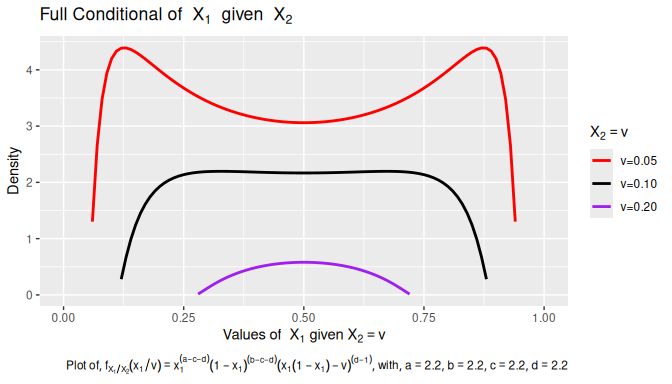 Full Conditional of X₁ given X₂
4
3
2
1
0
Density
0.00 0.25 0.50 0.75 1.00
Values of X₁ given X₂ = v
X₂ = v
v=0.05
v=0.10
v=0.20
Plot of, f_{X₁/X₂}(x₁/v) = x₁^{(a−c−d)}(1 − x₁)^{(b−c−d)}(x₁(1 − x₁) − v)^{(d−1)}, with, a = 2.2, b = 2.2, c = 2.2, d = 2.2